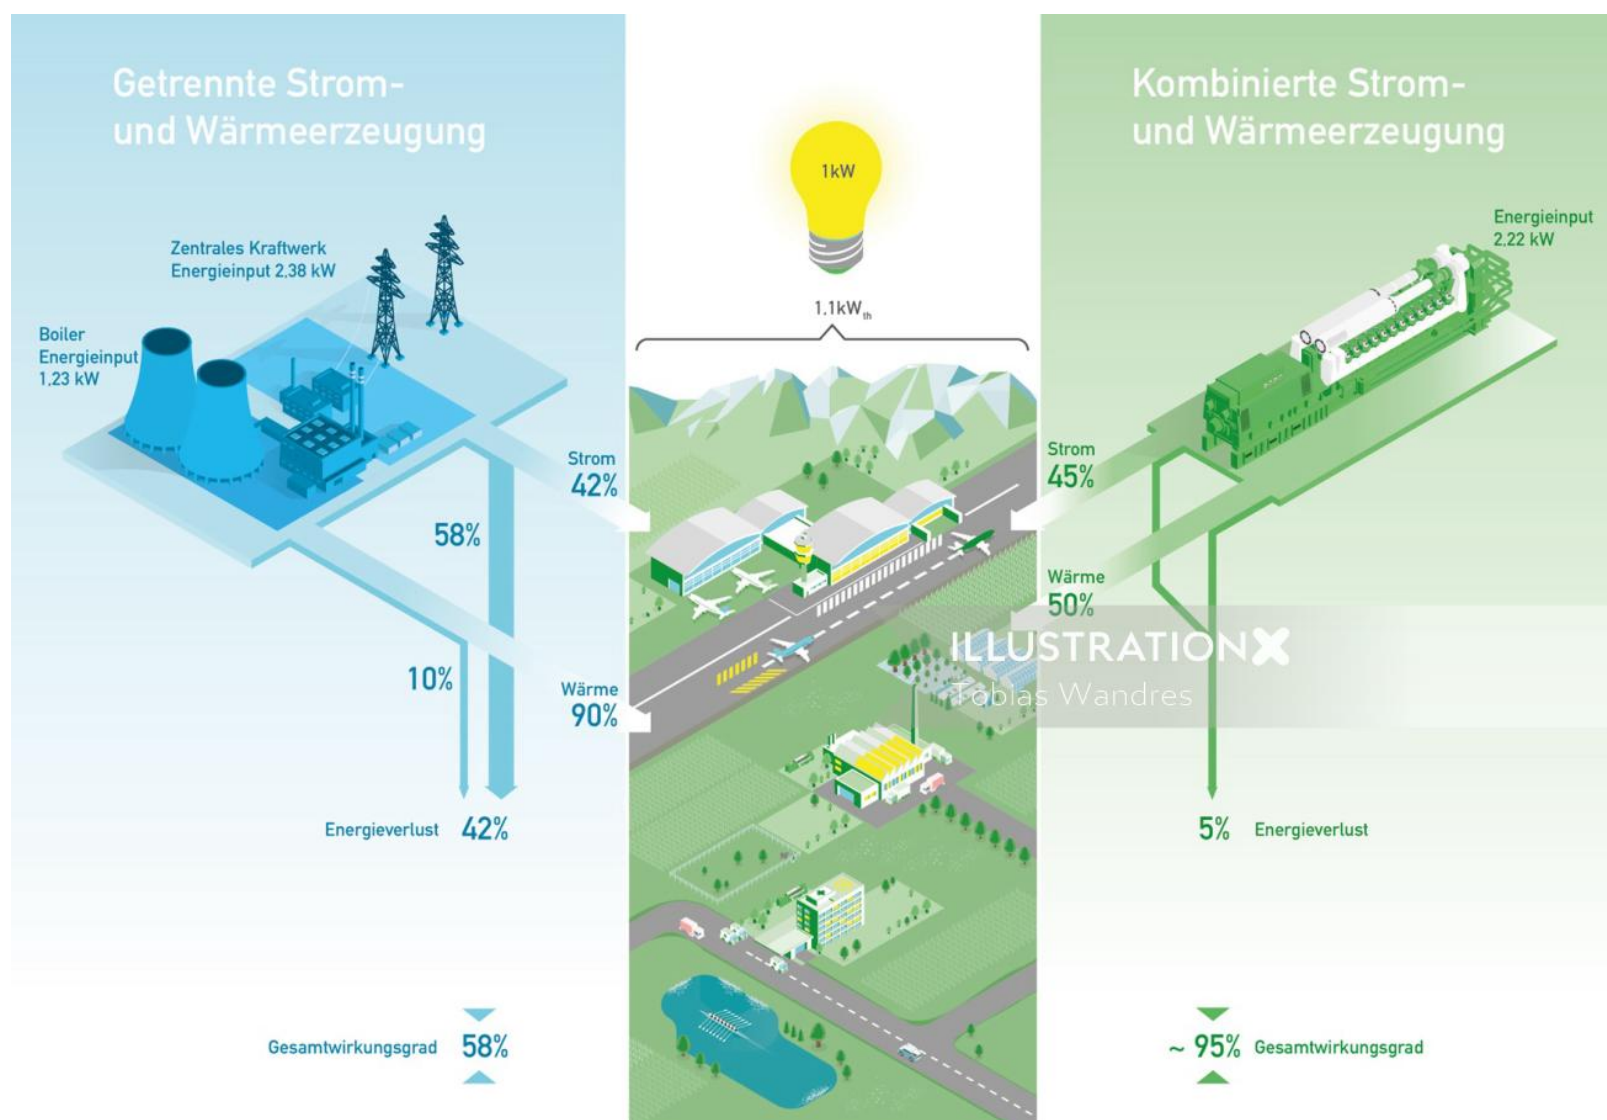 Getrennte Strom-
und Wärmeerzeugung
Zentrales Kraftwerk
Energieinput 2,38 kW
Boiler
Energieinput
1,23 kW
Strom
42%
58%
10%
Wärme
90%
Energieverlust 42%
Gesamtwirkungsgrad 58%
1kW
1,1kWth
Kombinierte Strom-
und Wärmeerzeugung
Energieinput
2,22 kW
Strom
45%
Wärme
50%
ILLUSTRATIONX
Tobias Wandres
5% Energieverlust
~ 95% Gesamtwirkungsgrad